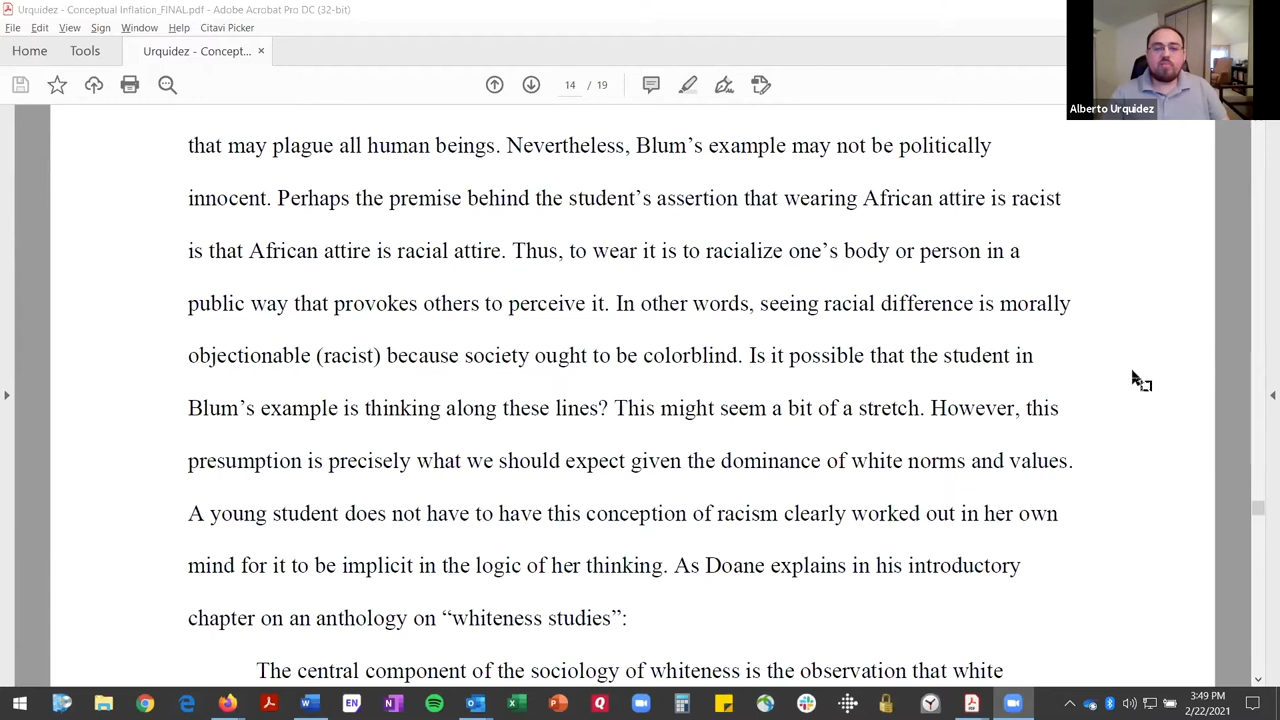 Urquidez - Conceptual Inflation_FINAL.pdf - Adobe Acrobat Pro DC (32-bit)
File Edit View Sign Window Help Citavi Picker
Home Tools Urquidez - Concept... ×
14 / 19
Alberto Urquidez
that may plague all human beings. Nevertheless, Blum’s example may not be politically
innocent. Perhaps the premise behind the student’s assertion that wearing African attire is racist
is that African attire is racial attire. Thus, to wear it is to racialize one’s body or person in a
public way that provokes others to perceive it. In other words, seeing racial difference is morally
objectionable (racist) because society ought to be colorblind. Is it possible that the student in
Blum’s example is thinking along these lines? This might seem a bit of a stretch. However, this
presumption is precisely what we should expect given the dominance of white norms and values.
A young student does not have to have this conception of racism clearly worked out in her own
mind for it to be implicit in the logic of her thinking. As Doane explains in his introductory
chapter on an anthology on “whiteness studies”:
The central component of the sociology of whiteness is the observation that white
EN
3:49 PM
2/22/2021